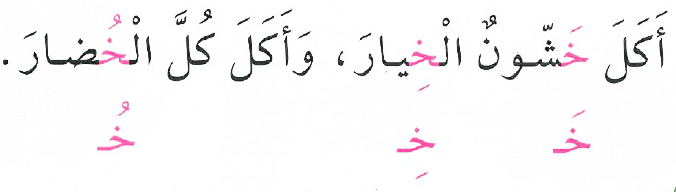 أَكَلَ خَشّونٌ الْخِيارَ، وَأَكَلَ كُلَّ الْخُضارَ.
خَـ خِـ خُـ